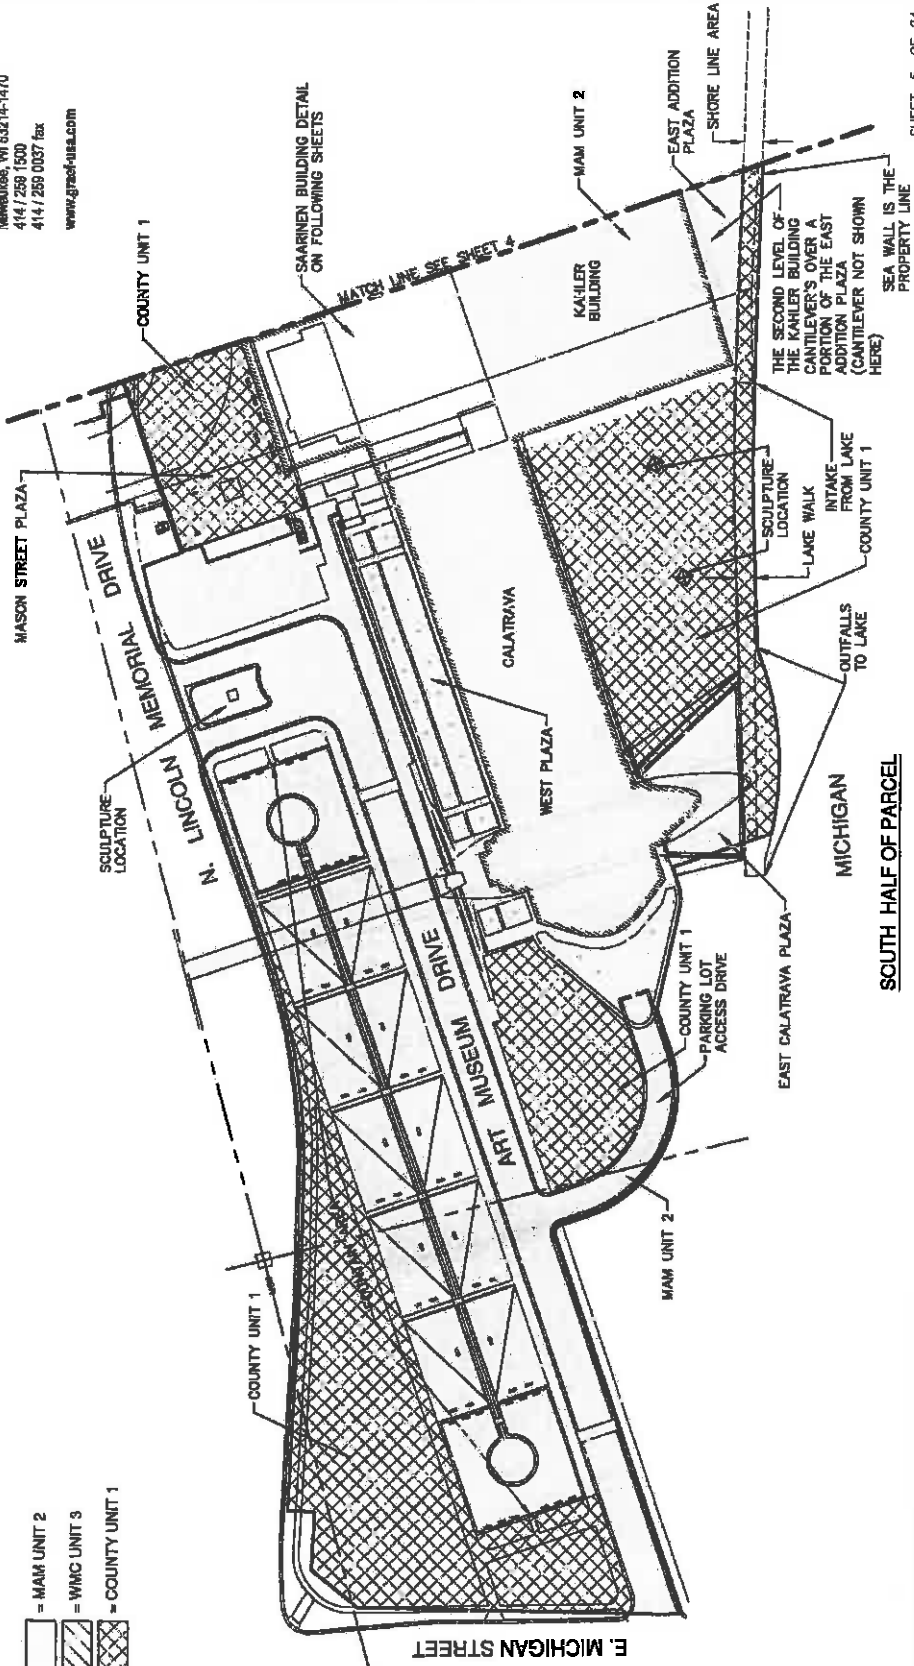 Milwaukee, WI 53214-1470
414 / 259 1500
414 / 259 0037 fax
www.graef-usa.com
= MAM UNIT 2
= WMC UNIT 3
= COUNTY UNIT 1
MASON STREET PLAZA
COUNTY UNIT 1
SAARINEN BUILDING DETAIL
ON FOLLOWING SHEETS
MATCH LINE SEE SHEET 4
MAM UNIT 2
EAST ADDITION
PLAZA
SHORE LINE AREA
KAHLER
BUILDING
THE SECOND LEVEL OF
THE KAHLER BUILDING
CANTILEVER'S OVER A
PORTION OF THE EAST
ADDITION PLAZA
(CANTILEVER NOT SHOWN
HERE)
SEA WALL IS THE
PROPERTY LINE
SHEET 5 OF
SCULPTURE
LOCATION
N. LINCOLN MEMORIAL DRIVE
CALATRAVA
WEST PLAZA
SCULPTURE
LOCATION
LAKE WALK
INTAKE
FROM LAKE
COUNTY UNIT 1
OUTFALLS
TO LAKE
MICHIGAN
ART MUSEUM DRIVE
COUNTY UNIT 1
PARKING LOT
ACCESS DRIVE
EAST CALATRAVA PLAZA
MAM UNIT 2
COUNTY UNIT 1
E. MICHIGAN STREET
SOUTH HALF OF PARCEL